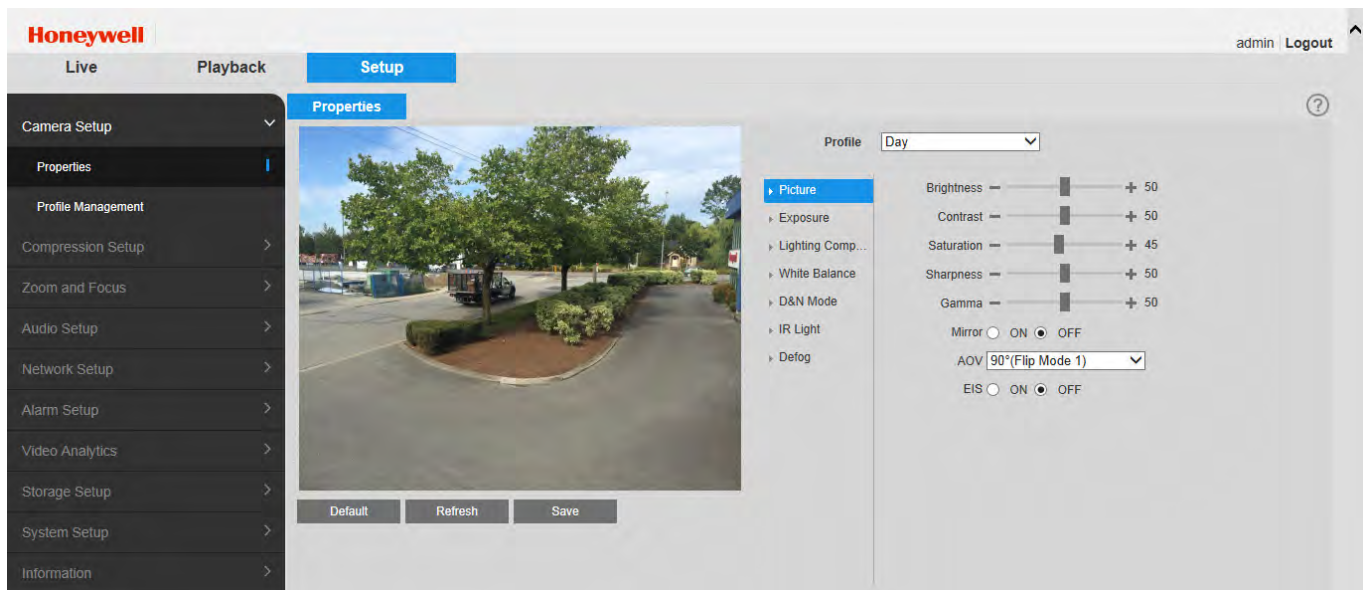 Honeywell
admin Logout
Live Playback Setup
Properties
?
Camera Setup
Properties
Profile Management
Compression Setup
Zoom and Focus
Audio Setup
Network Setup
Alarm Setup
Video Analytics
Storage Setup
System Setup
Information
Default Refresh Save
Profile Day
Picture
Exposure
Lighting Comp...
White Balance
D&N Mode
IR Light
Defog
Brightness − + 50
Contrast − + 50
Saturation − + 45
Sharpness − + 50
Gamma − + 50
Mirror ON OFF
AOV 90°(Flip Mode 1)
EIS ON OFF